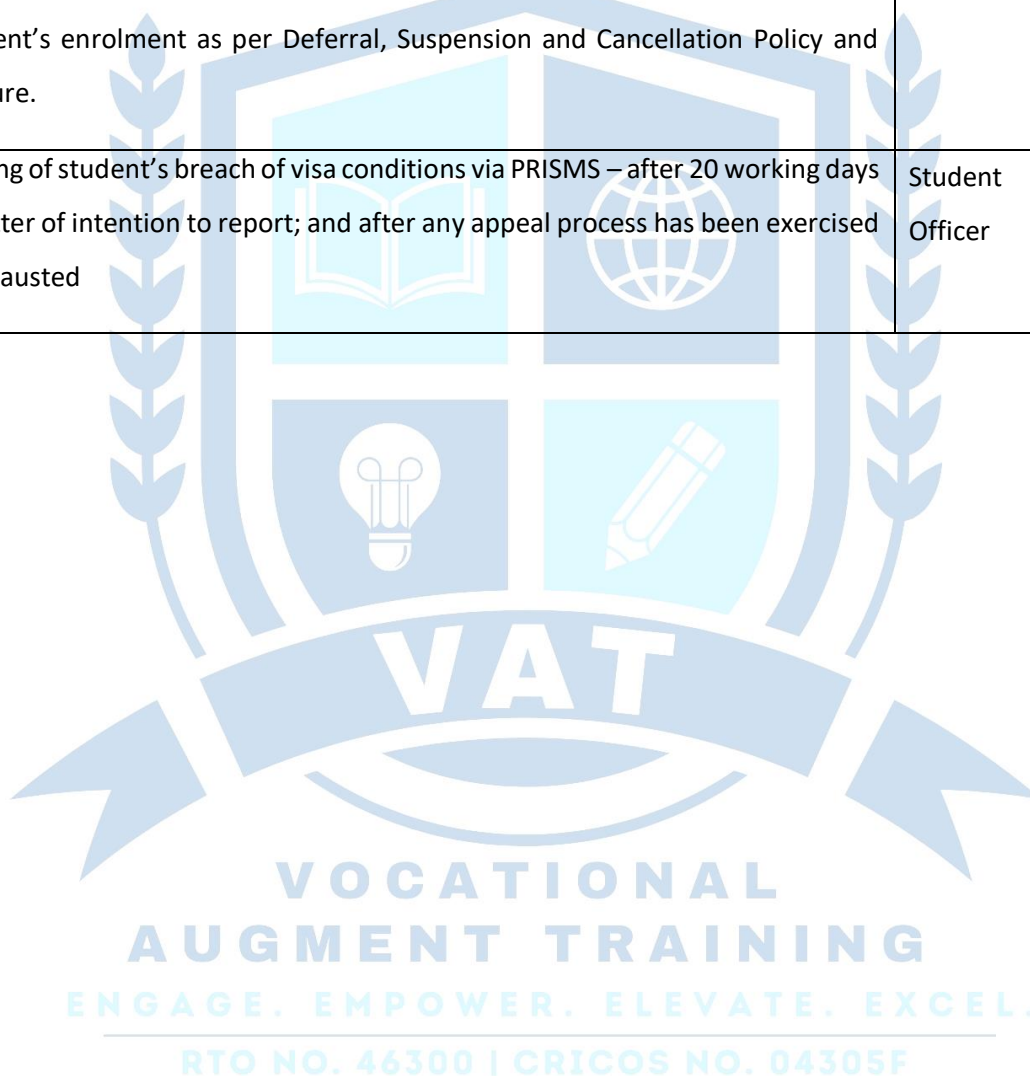 ent's enrolment as per Deferral, Suspension and Cancellation Policy and
ure.
ng of student's breach of visa conditions via PRISMS – after 20 working days
Student
tter of intention to report; and after any appeal process has been exercised
Officer
austed
VAT
VOCATIONAL
AUGMENT TRAINING
ENGAGE. EMPOWER. ELEVATE. EXCEL.
RTO NO. 46300 | CRICOS NO. 04305F